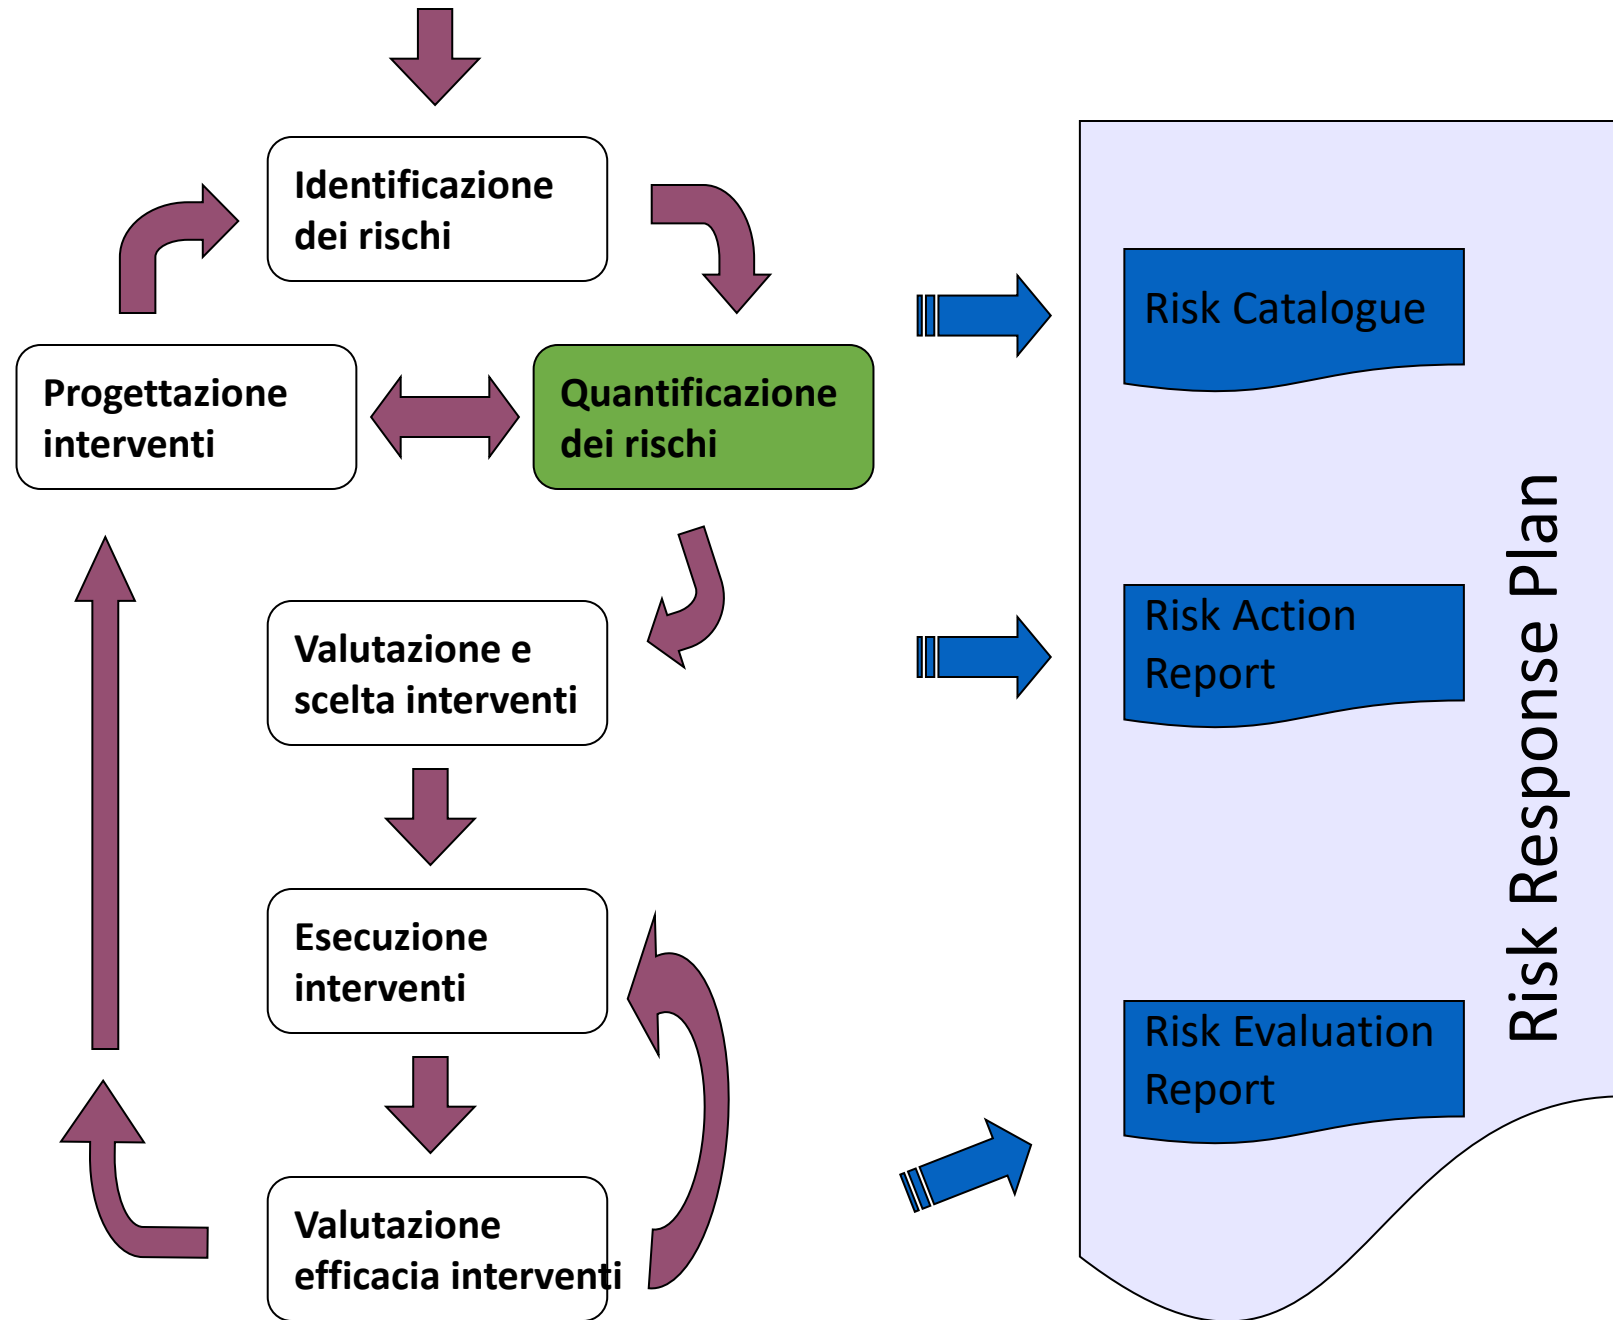 Identificazione
dei rischi
Progettazione
interventi
Quantificazione
dei rischi
Valutazione e
scelta interventi
Esecuzione
interventi
Valutazione
efficacia interventi
Risk Catalogue
Risk Action
Report
Risk Evaluation
Report
Risk Response Plan